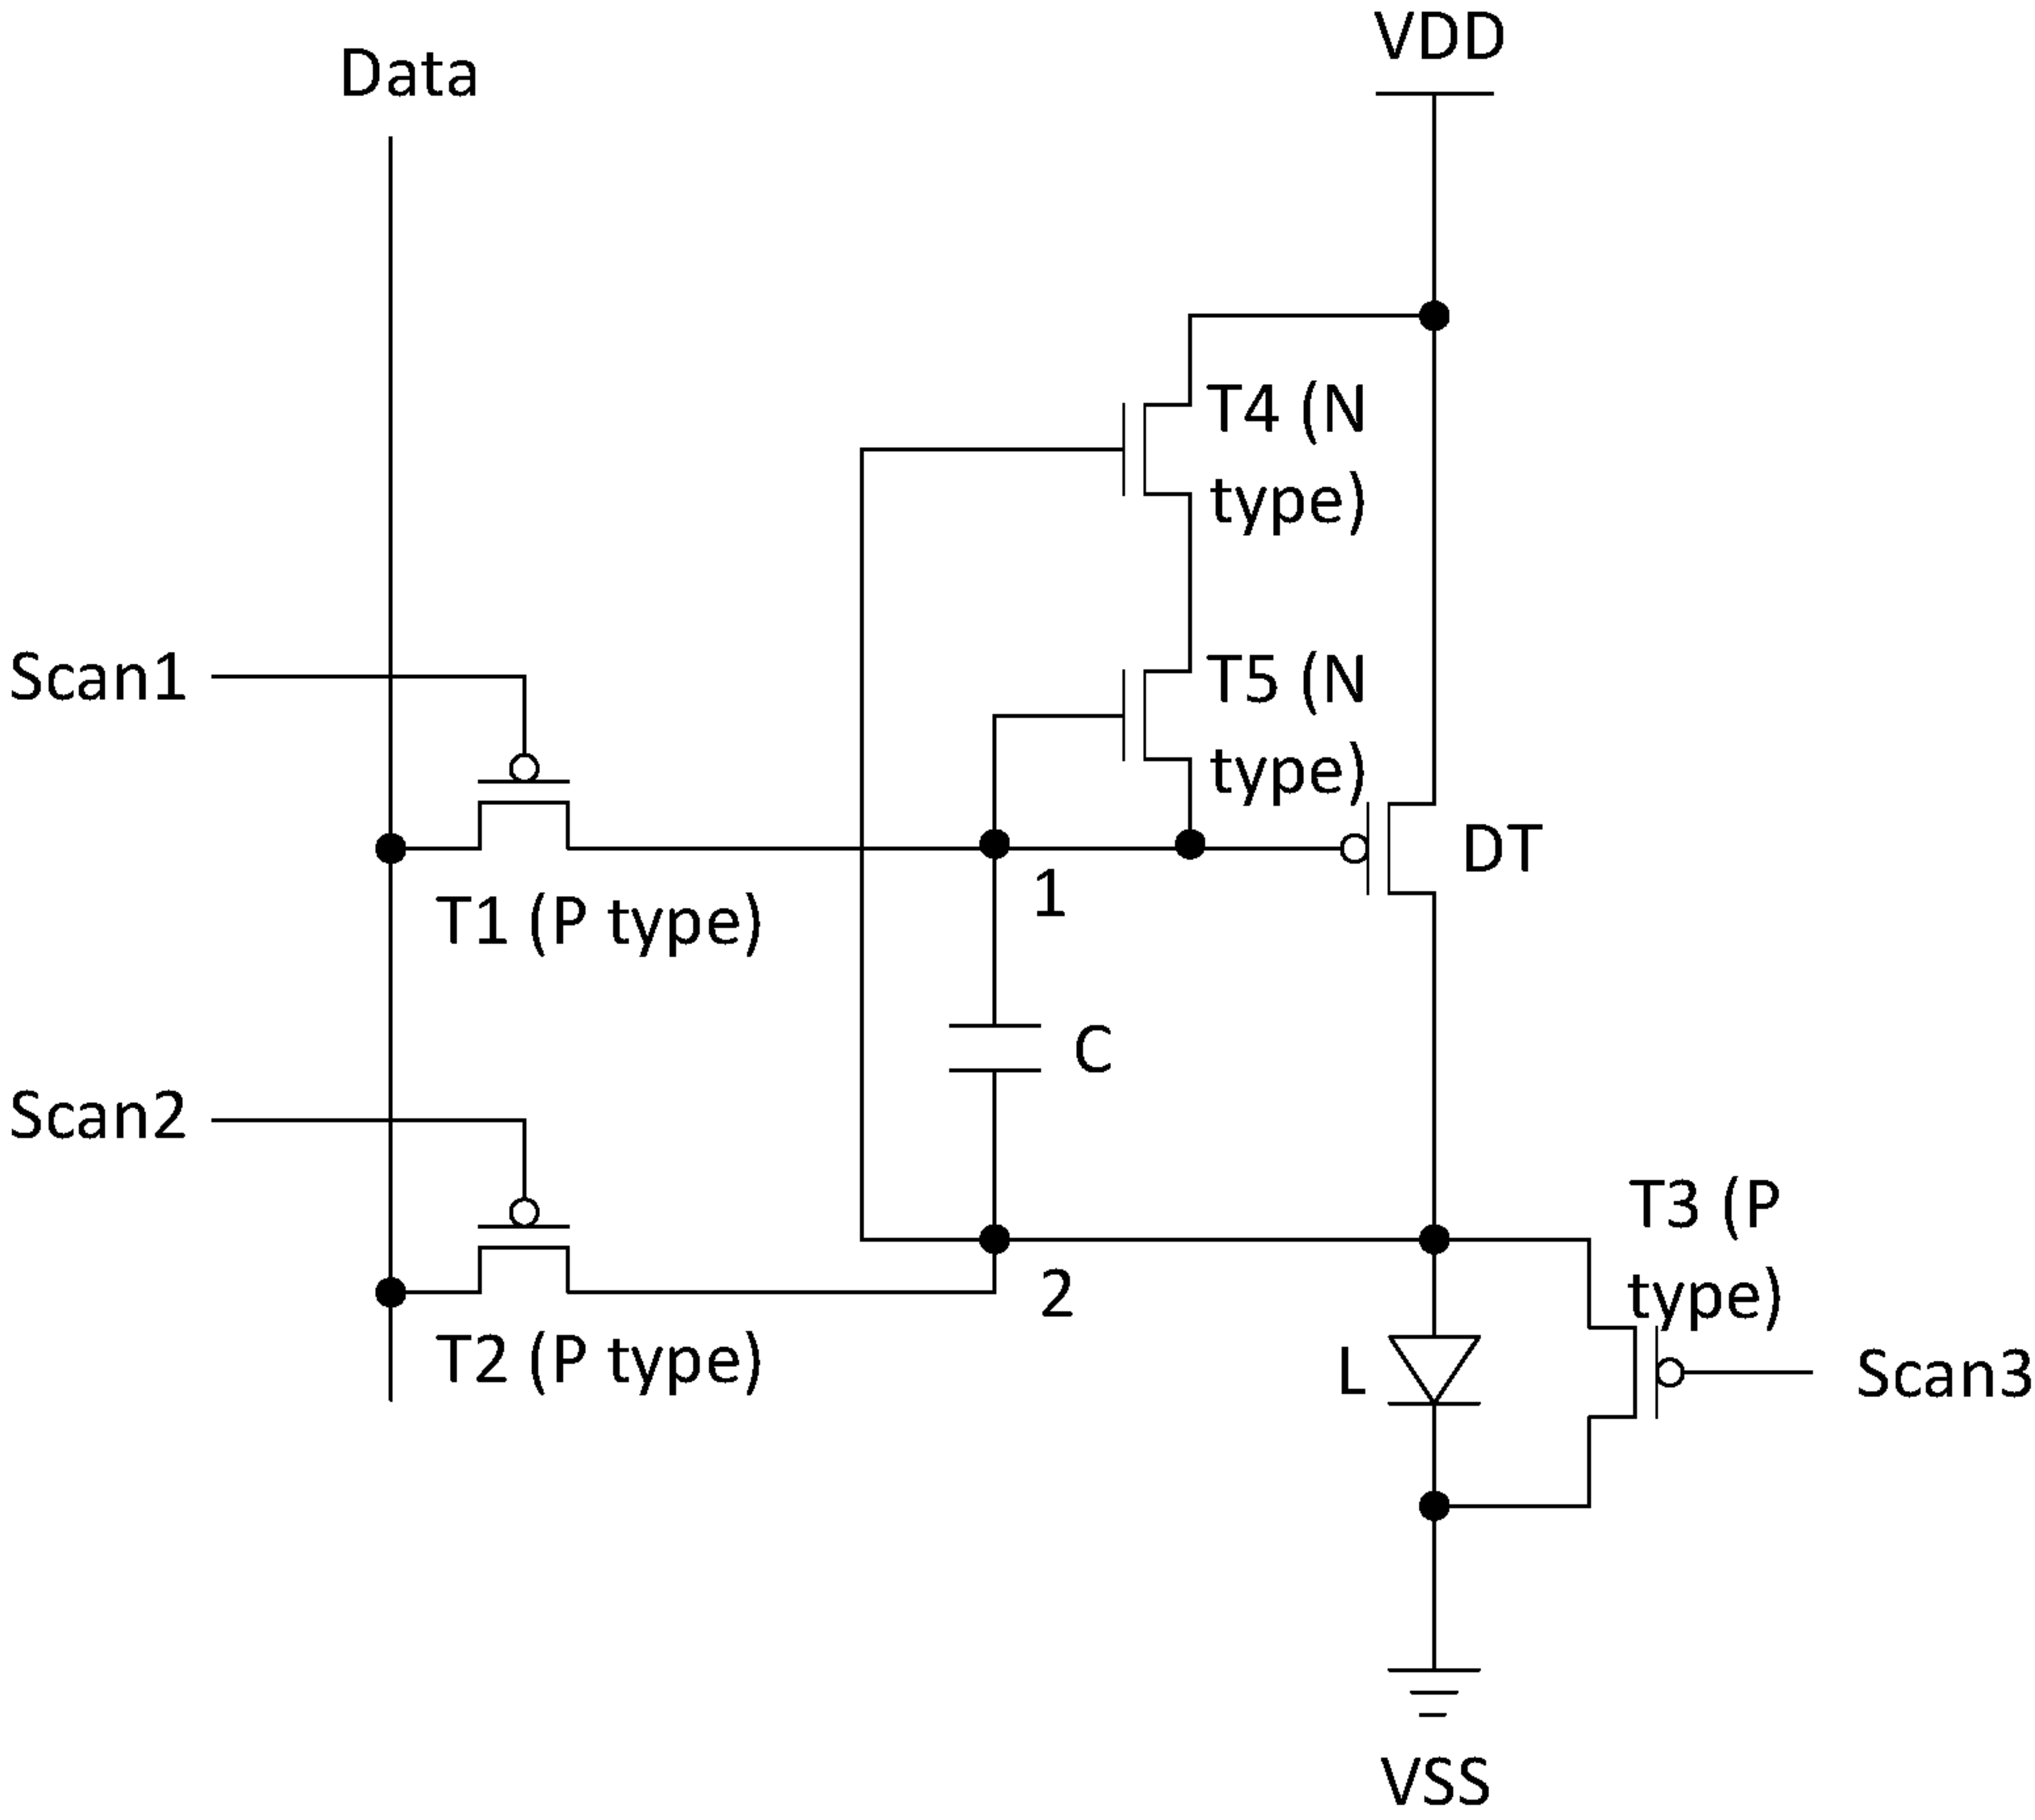 VDD
Data
T4 (N
type)
Scan1
T5 (N
type)
DT
1
T1 (P type)
C
Scan2
T3 (P
type)
2
T2 (P type)
L
Scan3
VSS